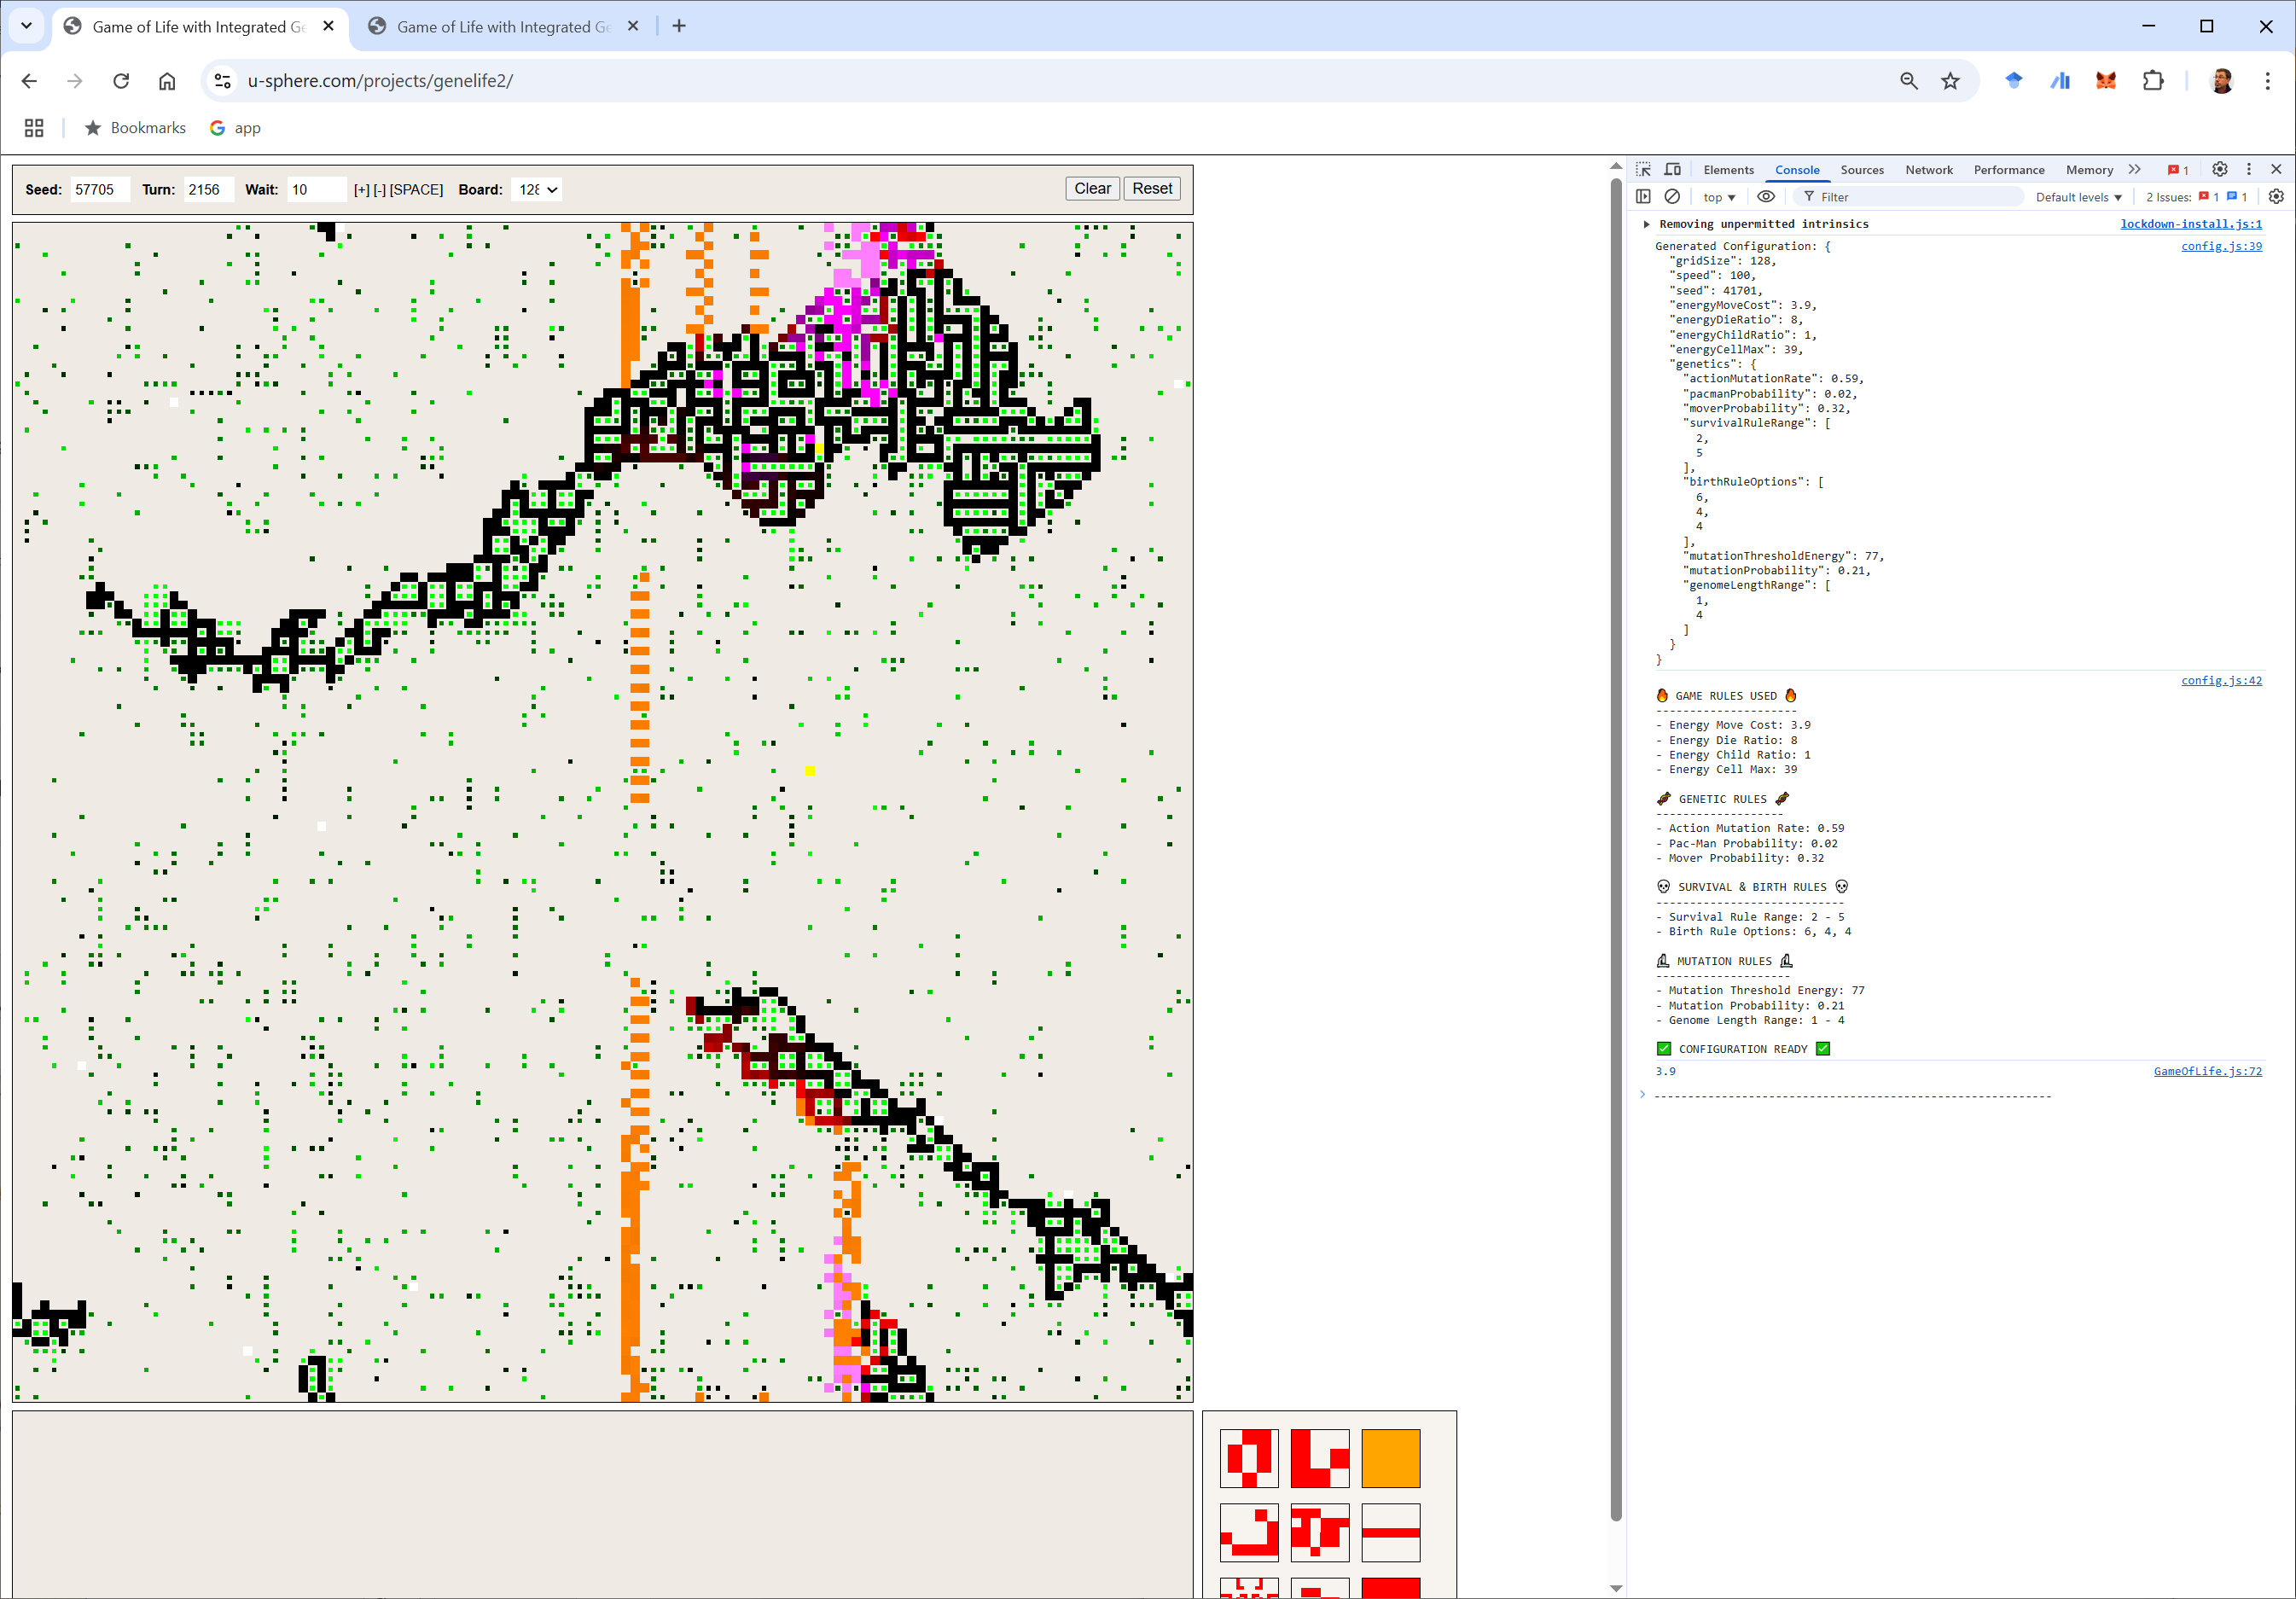 Game of Life with Integrated Ge
Game of Life with Integrated Ge
u-sphere.com/projects/genelife2/
Bookmarks
app
Seed: 57705 Turn: 2156 Wait: 10 [+] [-] [SPACE] Board: 128 Clear Reset
Elements Console Sources Network Performance Memory 1
top Filter Default levels 2 Issues: 1 1
Removing unpermitted intrinsics lockdown-install.js:1
Generated Configuration: { config.js:39
"gridSize": 128,
"speed": 100,
"seed": 41701,
"energyMoveCost": 3.9,
"energyDieRatio": 8,
"energyChildRatio": 1,
"energyCellMax": 39,
"genetics": {
"actionMutationRate": 0.59,
"pacmanProbability": 0.02,
"moverProbability": 0.32,
"survivalRuleRange": [
2,
5
],
"birthRuleOptions": [
6,
4,
4
],
"mutationThresholdEnergy": 77,
"mutationProbability": 0.21,
"genomeLengthRange": [
1,
4
]
}
}
config.js:42
🔥 GAME RULES USED 🔥
---------------------
- Energy Move Cost: 3.9
- Energy Die Ratio: 8
- Energy Child Ratio: 1
- Energy Cell Max: 39
GENETIC RULES
-------------------
- Action Mutation Rate: 0.59
- Pac-Man Probability: 0.02
- Mover Probability: 0.32
SURVIVAL & BIRTH RULES
----------------------------
- Survival Rule Range: 2 - 5
- Birth Rule Options: 6, 4, 4
MUTATION RULES
--------------------
- Mutation Threshold Energy: 77
- Mutation Probability: 0.21
- Genome Length Range: 1 - 4
✅ CONFIGURATION READY ✅
3.9 GameOfLife.js:72
> ------------------------------------------------------------